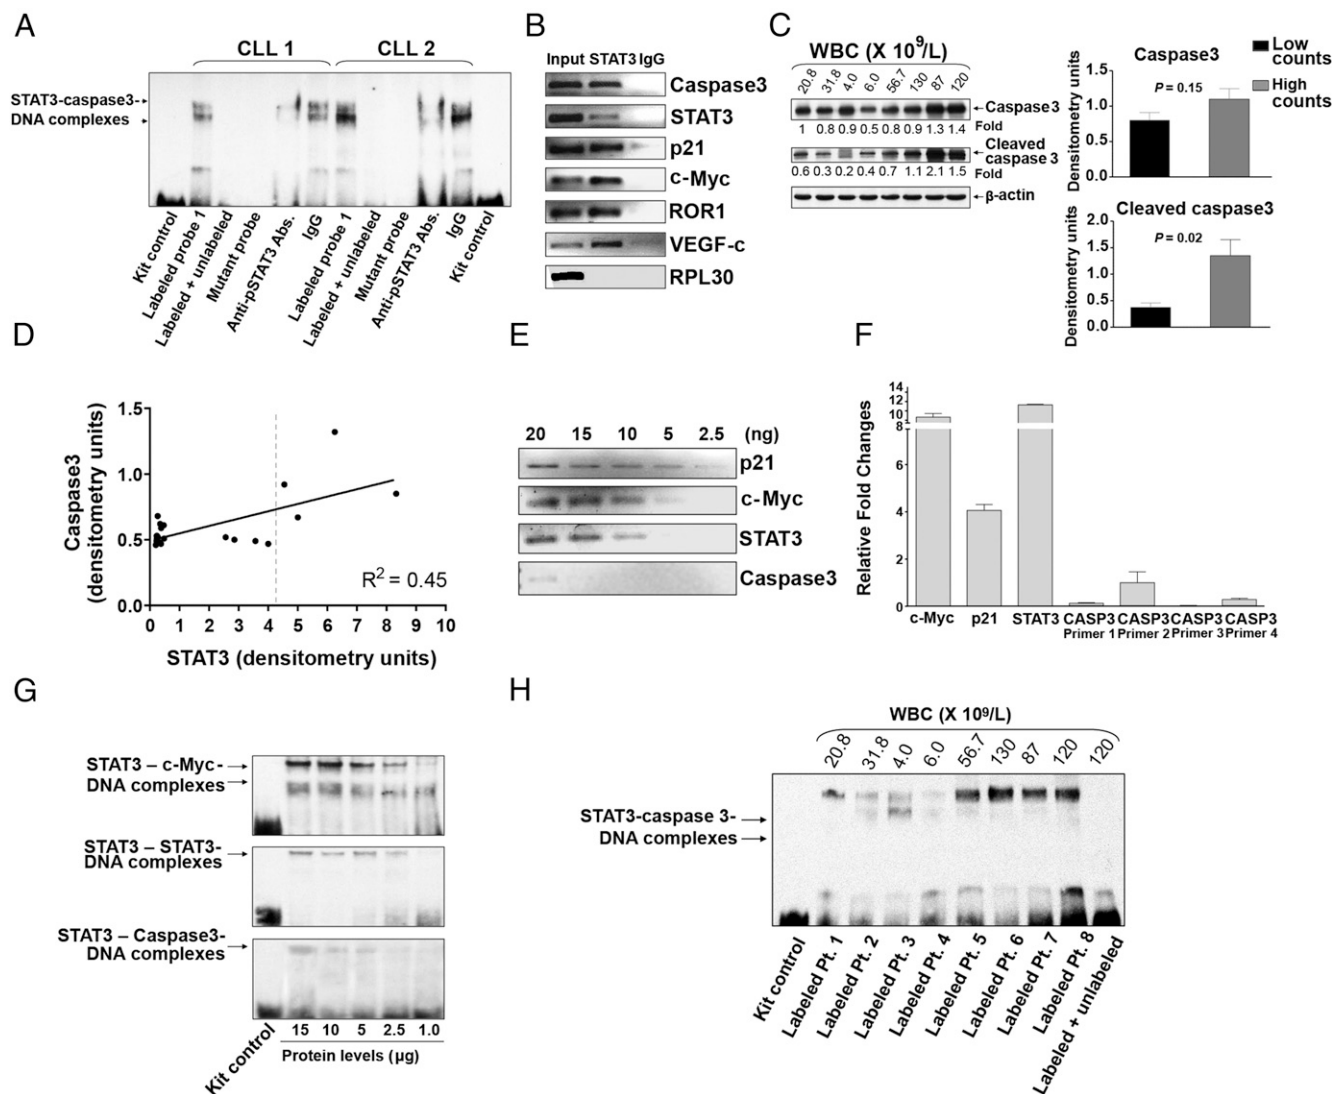 A
CLL 1
CLL 2
STAT3-caspase3-
DNA complexes
Kit control
Labeled probe 1
Labeled + unlabeled
Mutant probe
Anti-pSTAT3 Abs.
IgG
Labeled probe 1
Labeled + unlabeled
Mutant probe
Anti-pSTAT3 Abs.
IgG
Kit control
B
Input STAT3 IgG
Caspase3
STAT3
p21
c-Myc
ROR1
VEGF-c
RPL30
C
WBC (X 10⁹/L)
20.8 31.8 4.0 6.0 56.7 130 87 120
Caspase3
1 0.8 0.9 0.5 0.8 0.9 1.3 1.4 Fold
Cleaved
caspase 3
0.6 0.3 0.2 0.4 0.7 1.1 2.1 1.5 Fold
β-actin
Caspase3
Low
counts
High
counts
Densitometry units
1.5
1.0
0.5
0.0
P = 0.15
Cleaved caspase3
Densitometry units
2.0
1.5
1.0
0.5
0.0
P = 0.02
D
Caspase3
(densitometry units)
1.5
1.0
0.5
0.0
R² = 0.45
0 1 2 3 4 5 6 7 8 9 10
STAT3 (densitometry units)
E
20 15 10 5 2.5 (ng)
p21
c-Myc
STAT3
Caspase3
F
Relative Fold Changes
14
12
10
8
8
6
4
2
0
c-Myc p21 STAT3 CASP3 CASP3 CASP3 CASP3
Primer 1 Primer 2 Primer 3 Primer 4
G
STAT3 – c-Myc-
DNA complexes
STAT3 – STAT3-
DNA complexes
STAT3 – Caspase3-
DNA complexes
Kit control
15 10 5 2.5 1.0
Protein levels (µg)
H
WBC (X 10⁹/L)
20.8 31.8 4.0 6.0 56.7 130 87 120 120
STAT3-caspase 3-
DNA complexes
Kit control
Labeled Pt. 1
Labeled Pt. 2
Labeled Pt. 3
Labeled Pt. 4
Labeled Pt. 5
Labeled Pt. 6
Labeled Pt. 7
Labeled Pt. 8
Labeled + unlabeled